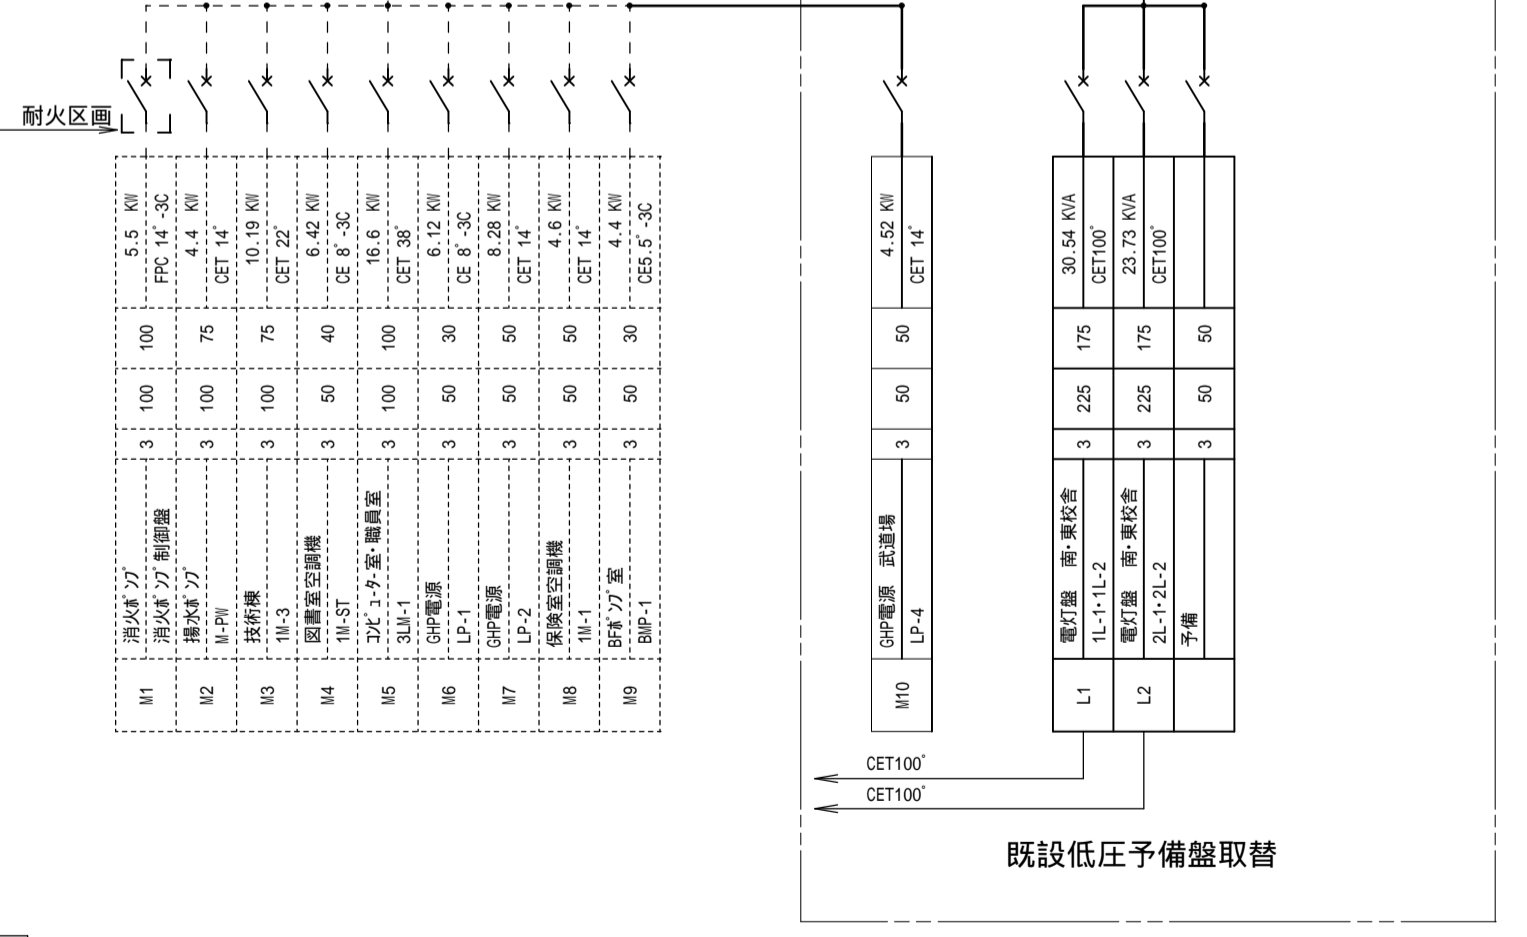 耐火区画
5.5 KW
FPC 14°-3C
100
100
3
消火ﾎﾟﾝﾌﾟ
消火ﾎﾟﾝﾌﾟ制御盤
M1
4.4 KW
CET 14°
75
100
3
揚水ﾎﾟﾝﾌﾟ
M-PW
M2
10.19 KW
CET 22°
75
100
3
技術棟
1M-3
M3
6.42 KW
CE 8°-3C
40
50
3
図書室空調機
1M-ST
M4
16.6 KW
CET 38°
100
100
3
ｺﾝﾋﾟｭｰﾀｰ室・職員室
3LM-1
M5
6.12 KW
CE 8°-3C
30
50
3
GHP電源
LP-1
M6
8.28 KW
CET 14°
50
50
3
GHP電源
LP-2
M7
4.6 KW
CET 14°
50
50
3
保険室空調機
1M-1
M8
4.4 KW
CE5.5°-3C
30
50
3
BFﾎﾟﾝﾌﾟ室
BMP-1
M9
4.52 KW
CET 14°
50
50
3
GHP電源 武道場
LP-4
M10
30.54 KVA
CET100°
175
225
3
電灯盤 南・東校舎
1L-1・1L-2
L1
23.73 KVA
CET100°
175
225
3
電灯盤 南・東校舎
2L-1・2L-2
L2
50
50
3
予備
CET100°
CET100°
既設低圧予備盤取替